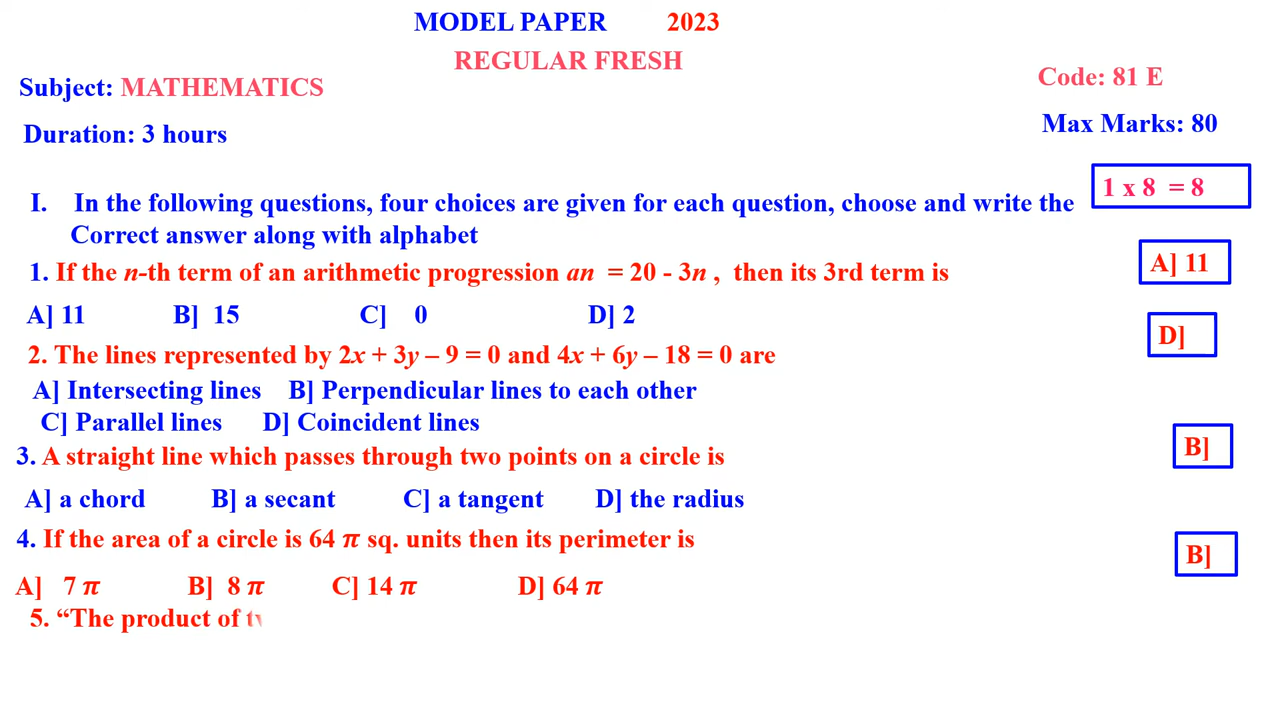 MODEL PAPER 2023
REGULAR FRESH
Subject: MATHEMATICS
Code: 81 E
Duration: 3 hours
Max Marks: 80
1 x 8 = 8
I. In the following questions, four choices are given for each question, choose and write the
Correct answer along with alphabet
1. If the n-th term of an arithmetic progression an = 20 - 3n , then its 3rd term is
A] 11
A] 11 B] 15 C] 0 D] 2
D]
2. The lines represented by 2x + 3y – 9 = 0 and 4x + 6y – 18 = 0 are
A] Intersecting lines B] Perpendicular lines to each other
C] Parallel lines D] Coincident lines
B]
3. A straight line which passes through two points on a circle is
A] a chord B] a secant C] a tangent D] the radius
4. If the area of a circle is 64 π sq. units then its perimeter is
B]
A] 7 π B] 8 π C] 14 π D] 64 π
5. “The product of